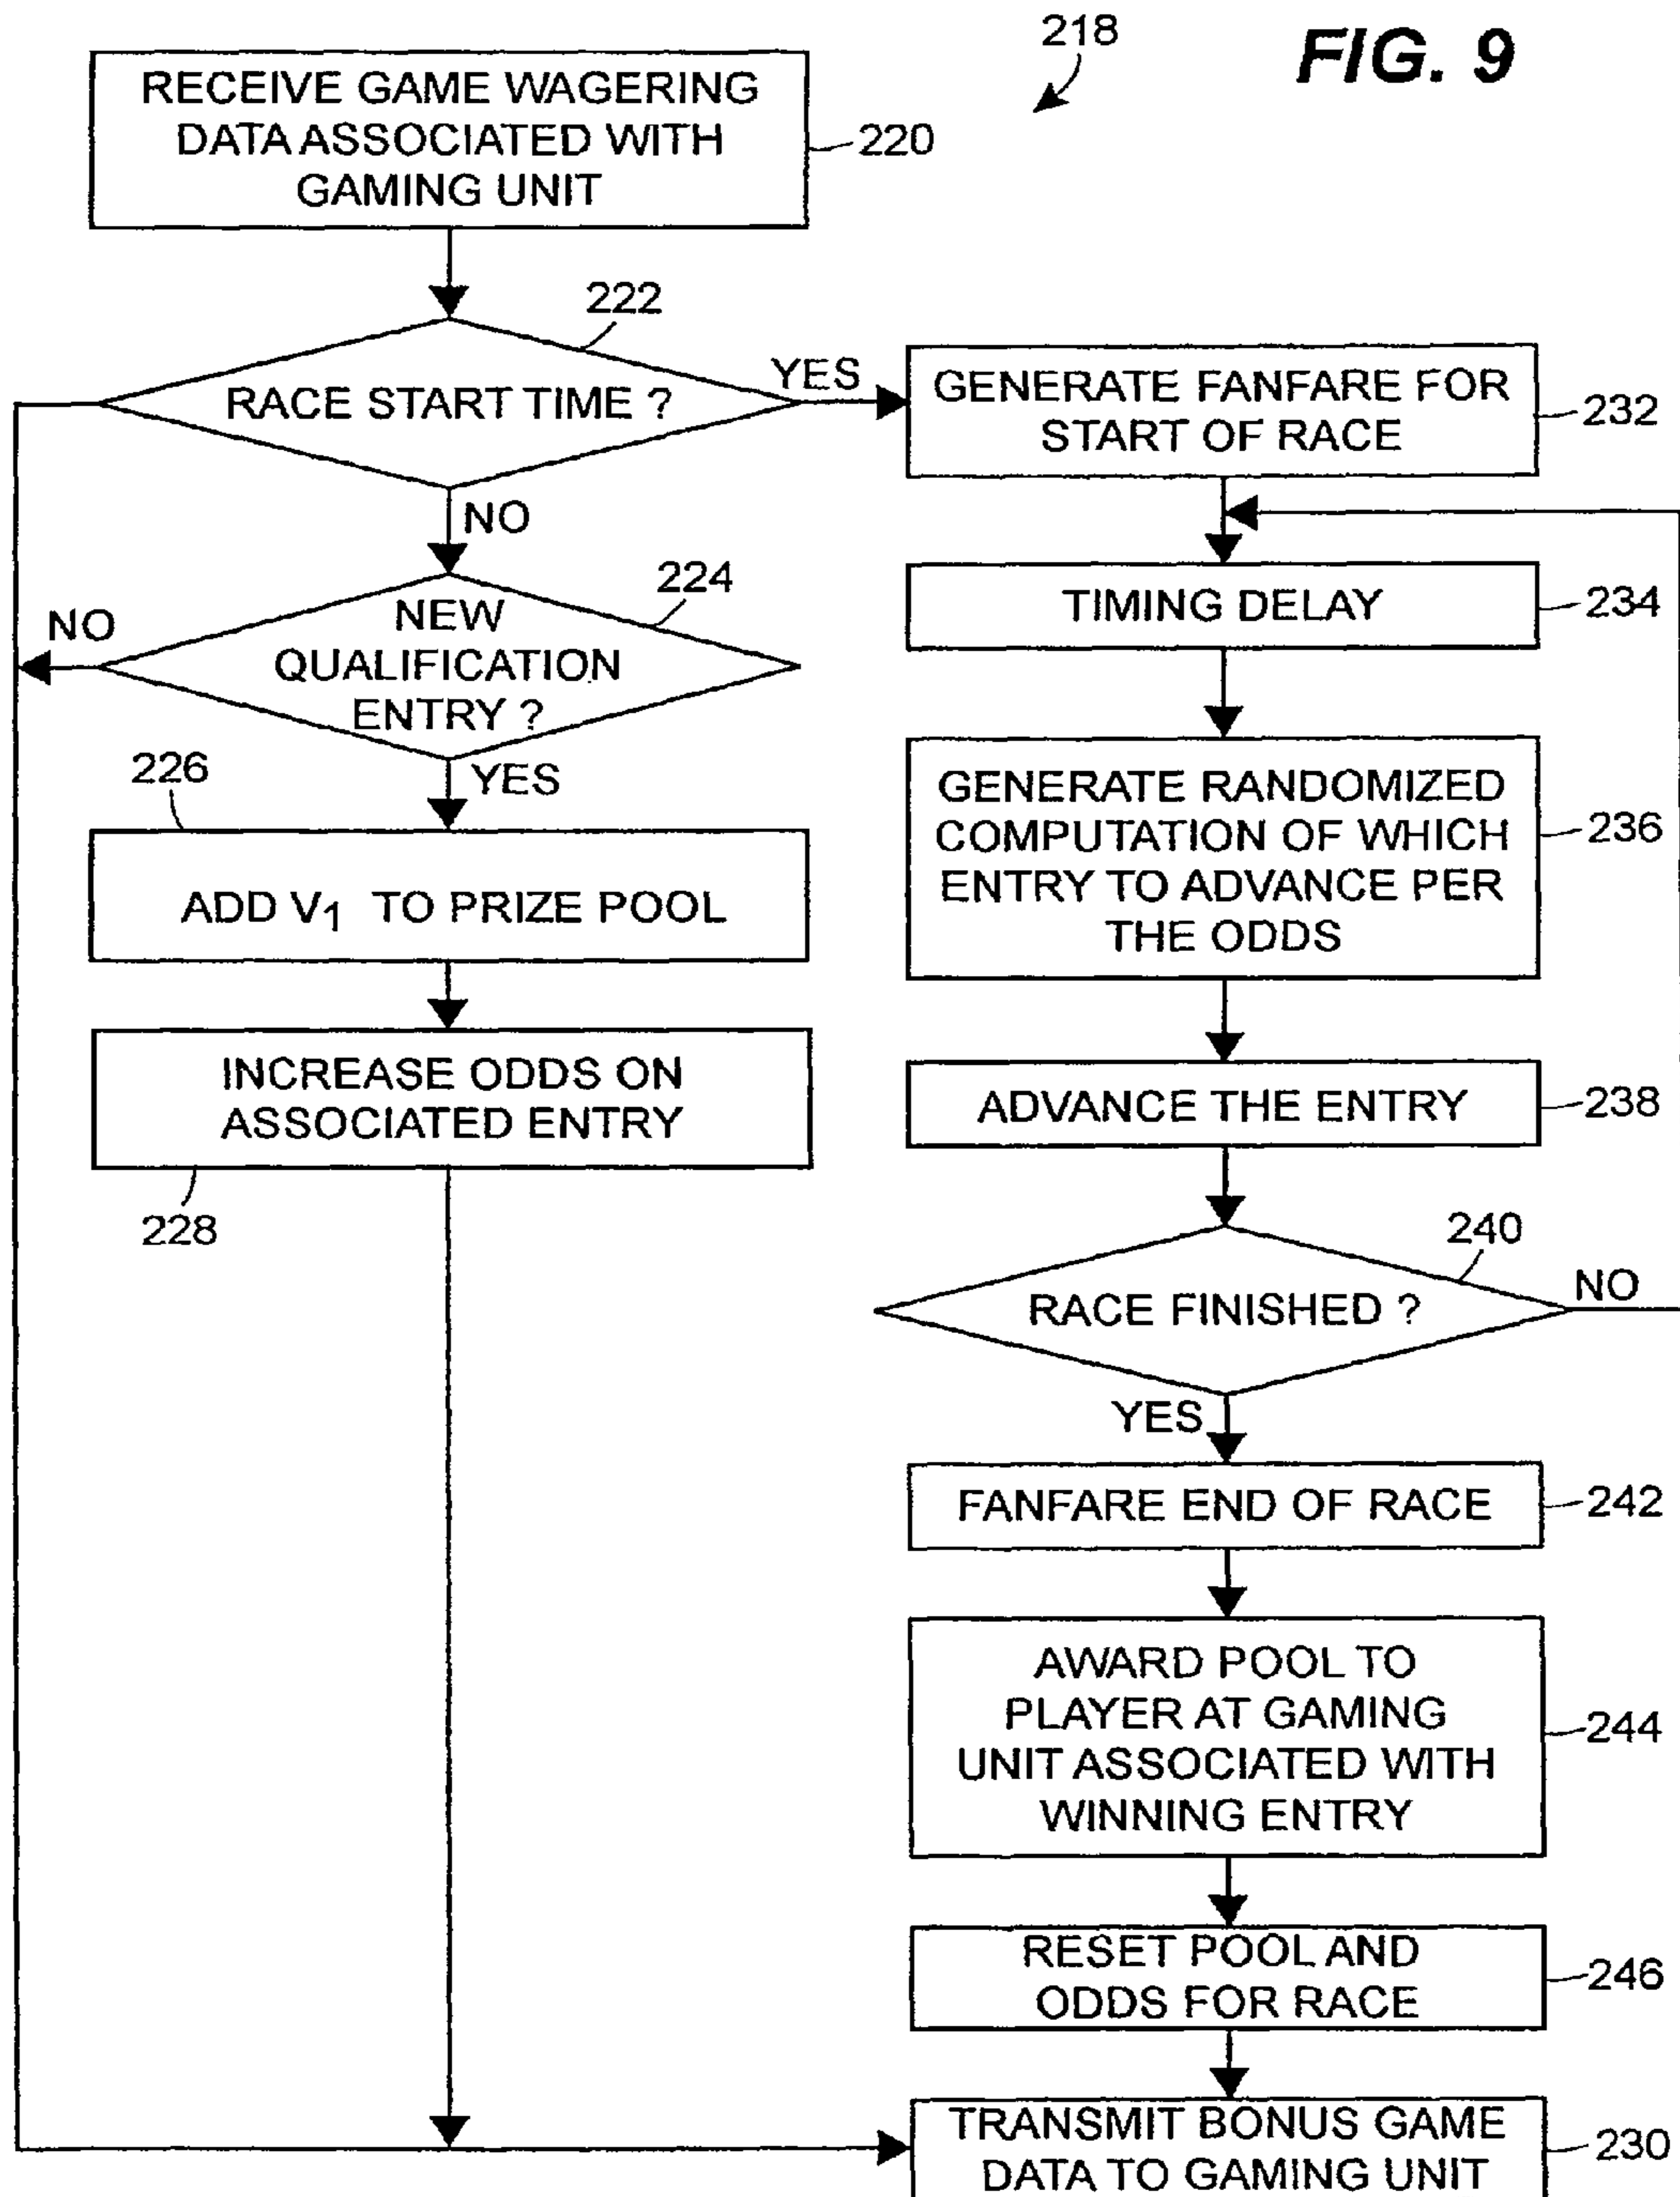 218
FIG. 9
RECEIVE GAME WAGERING
DATA ASSOCIATED WITH
GAMING UNIT
220
222
RACE START TIME ?
YES
NO
224
NEW
QUALIFICATION
ENTRY ?
NO
YES
226
ADD V₁ TO PRIZE POOL
INCREASE ODDS ON
ASSOCIATED ENTRY
228
GENERATE FANFARE FOR
START OF RACE
232
TIMING DELAY
234
GENERATE RANDOMIZED
COMPUTATION OF WHICH
ENTRY TO ADVANCE PER
THE ODDS
236
ADVANCE THE ENTRY
238
240
RACE FINISHED ?
NO
YES
FANFARE END OF RACE
242
AWARD POOL TO
PLAYER AT GAMING
UNIT ASSOCIATED WITH
WINNING ENTRY
244
RESET POOL AND
ODDS FOR RACE
246
TRANSMIT BONUS GAME
DATA TO GAMING UNIT
230